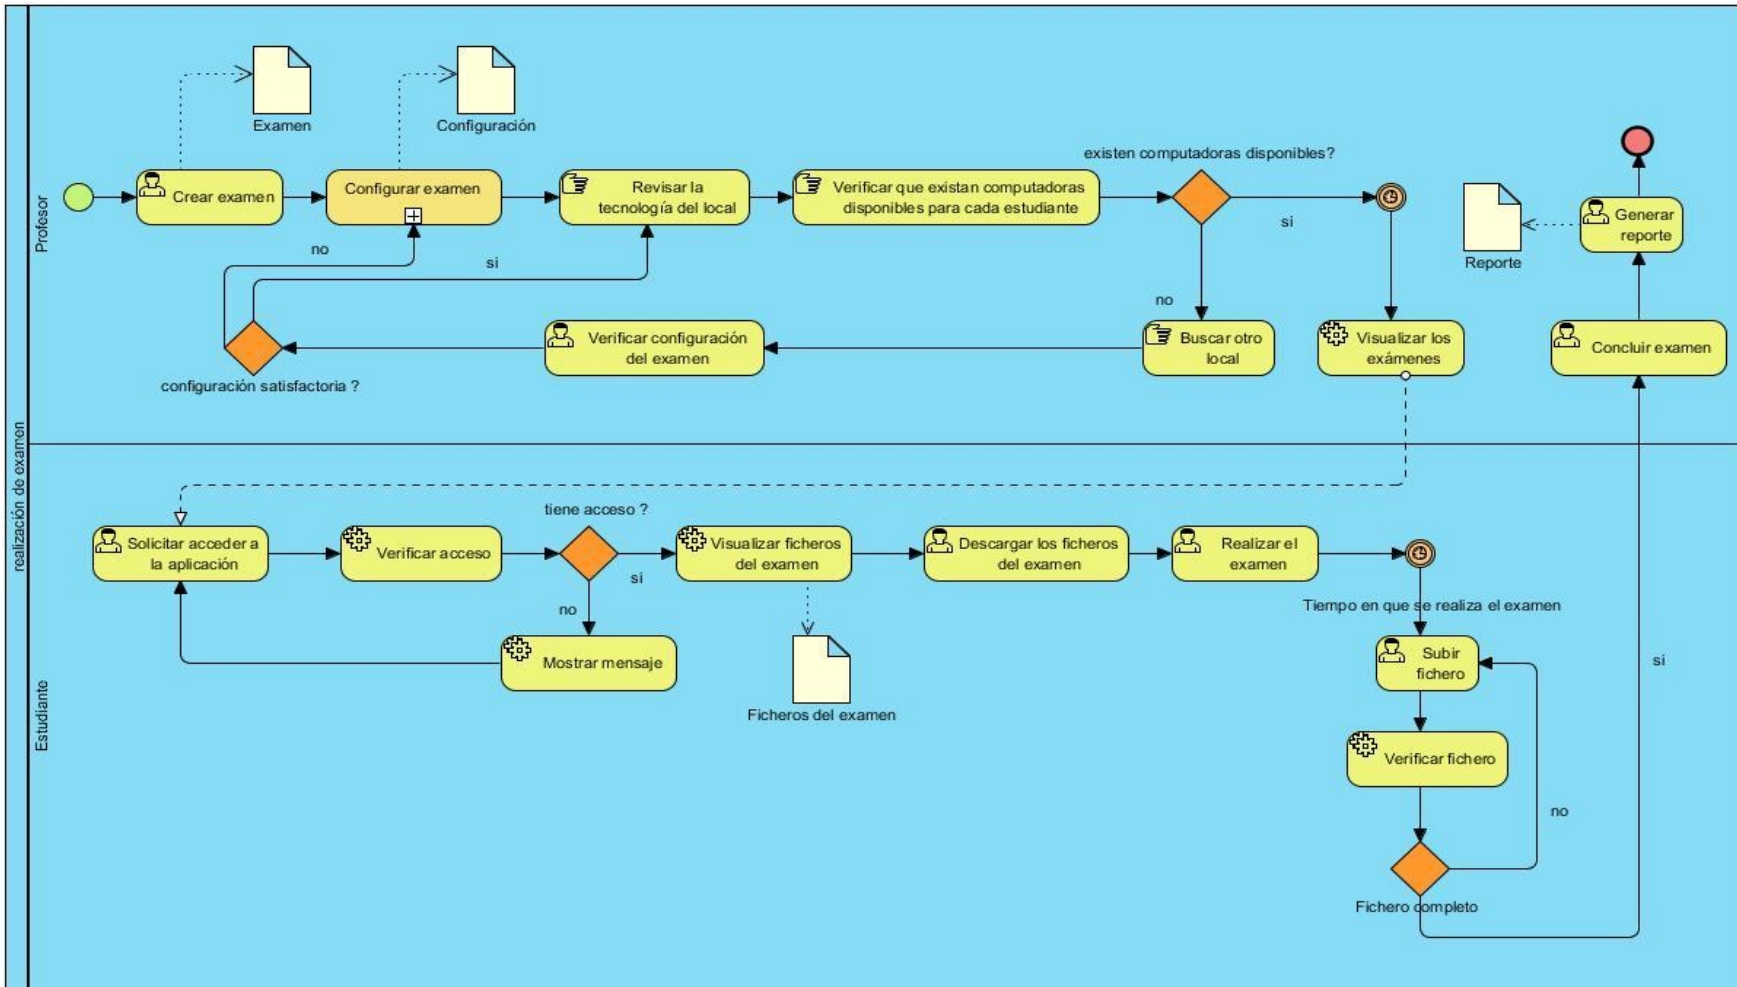 realización de examen
Profesor
Examen
Configuración
existen computadoras disponibles?
Crear examen
Configurar examen
Revisar la
tecnología del local
Verificar que existan computadoras
disponibles para cada estudiante
si
Generar
reporte
Reporte
no
si
no
Verificar configuración
del examen
Buscar otro
local
Visualizar los
exámenes
Concluir examen
configuración satisfactoria ?
Estudiante
tiene acceso ?
Solicitar acceder a
la aplicación
Verificar acceso
si
Visualizar ficheros
del examen
Descargar los ficheros
del examen
Realizar el
examen
no
Tiempo en que se realiza el examen
Mostrar mensaje
Subir
fichero
si
Ficheros del examen
Verificar fichero
no
Fichero completo